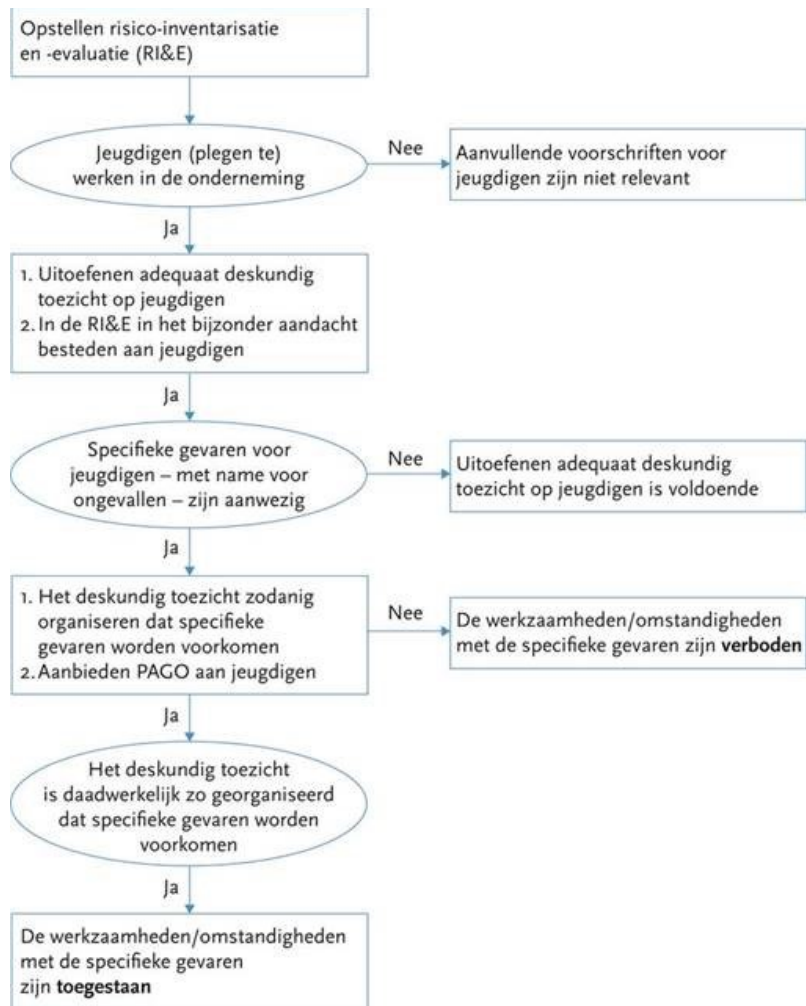 Opstellen risico-inventarisatie
en -evaluatie (RI&E)
Jeugdigen (plegen te)
werken in de onderneming
Nee
Aanvullende voorschriften voor
jeugdigen zijn niet relevant
Ja
1. Uitoefenen adequaat deskundig
toezicht op jeugdigen
2. In de RI&E in het bijzonder aandacht
besteden aan jeugdigen
Ja
Specifieke gevaren voor
jeugdigen – met name voor
ongevallen – zijn aanwezig
Nee
Uitoefenen adequaat deskundig
toezicht op jeugdigen is voldoende
Ja
1. Het deskundig toezicht zodanig
organiseren dat specifieke
gevaren worden voorkomen
2. Aanbieden PAGO aan jeugdigen
Nee
De werkzaamheden/omstandigheden
met de specifieke gevaren zijn verboden
Ja
Het deskundig toezicht
is daadwerkelijk zo georganiseerd
dat specifieke gevaren worden
voorkomen
Ja
De werkzaamheden/omstandigheden
met de specifieke gevaren
zijn toegestaan